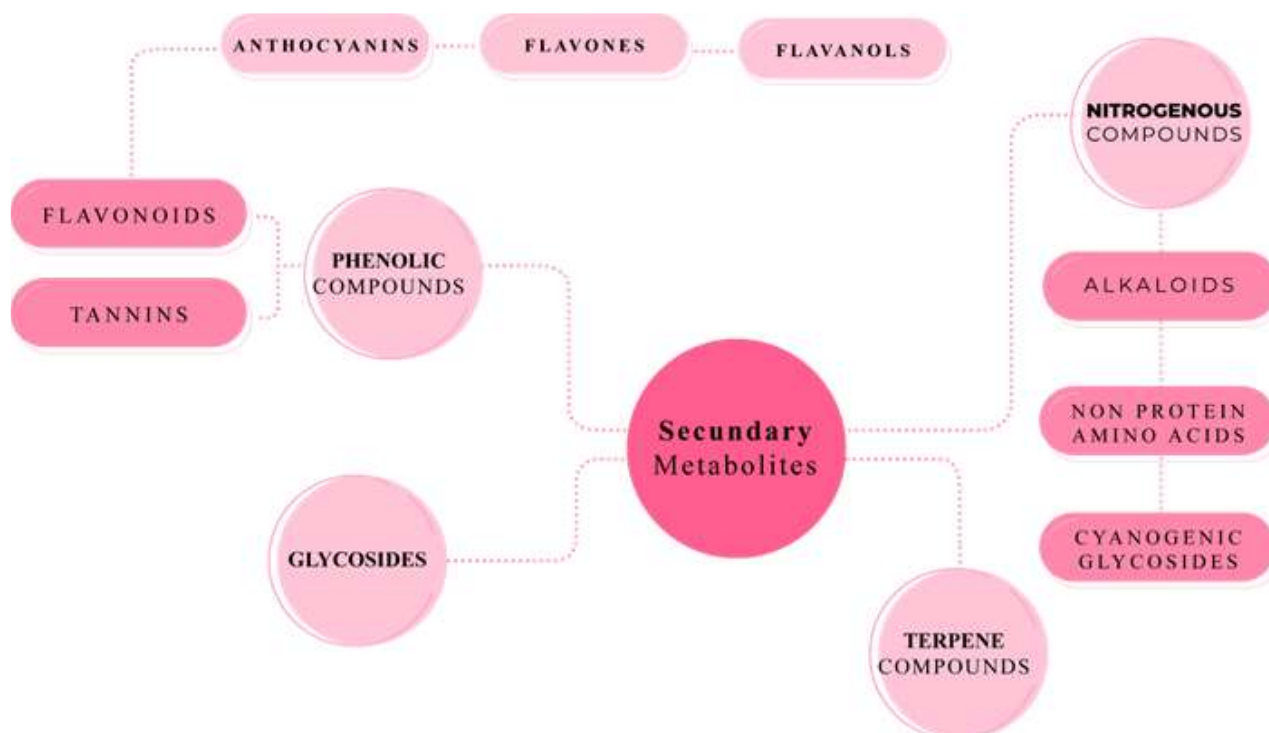 ANTHOCYANINS
FLAVONES
FLAVANOLS
NITROGENOUS
COMPOUNDS
FLAVONOIDS
PHENOLIC
COMPOUNDS
TANNINS
ALKALOIDS
NON PROTEIN
AMINO ACIDS
Secundary
Metabolites
CYANOGENIC
GLYCOSIDES
GLYCOSIDES
TERPENE
COMPOUNDS